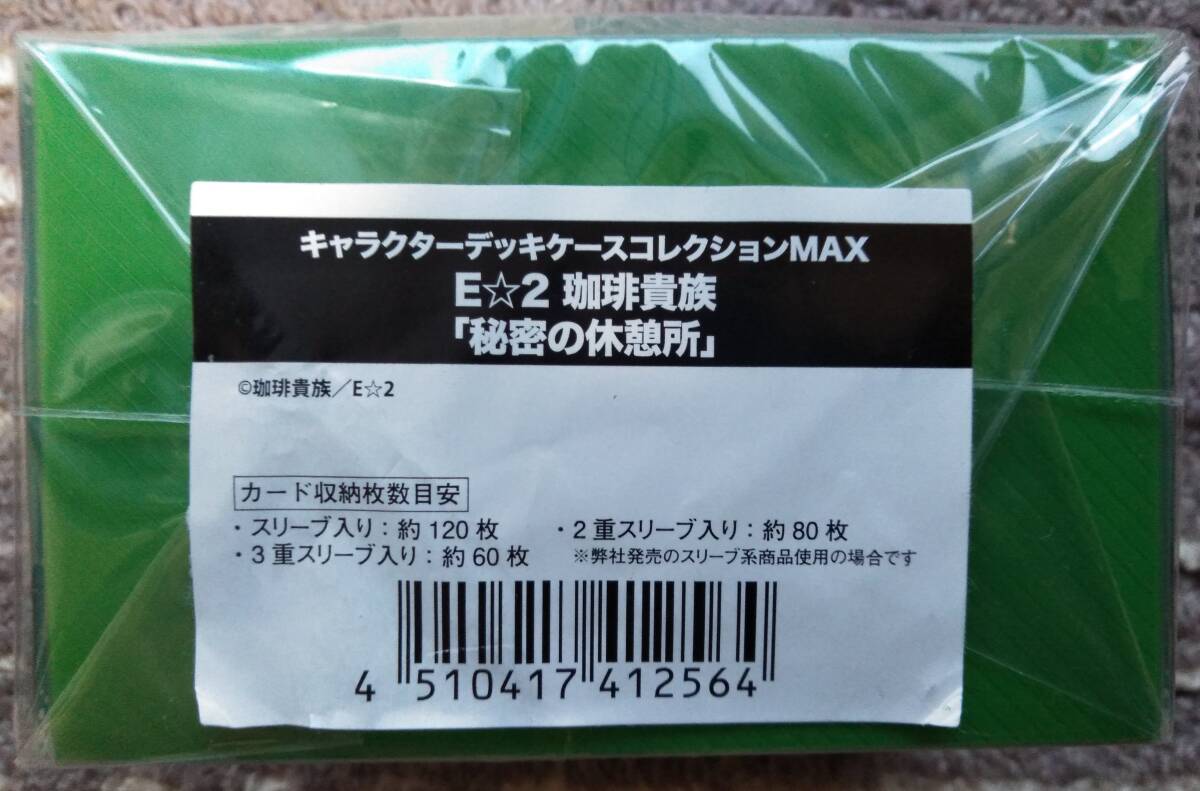 キャラクターデッキケースコレクションMAX
E☆2 珈琲貴族
「秘密の休憩所」
©珈琲貴族／E☆2
カード収納枚数目安
・スリーブ入り：約120枚 ・2重スリーブ入り：約80枚
・3重スリーブ入り：約60枚 ※弊社発売のスリーブ系商品使用の場合です
4 510417 412564